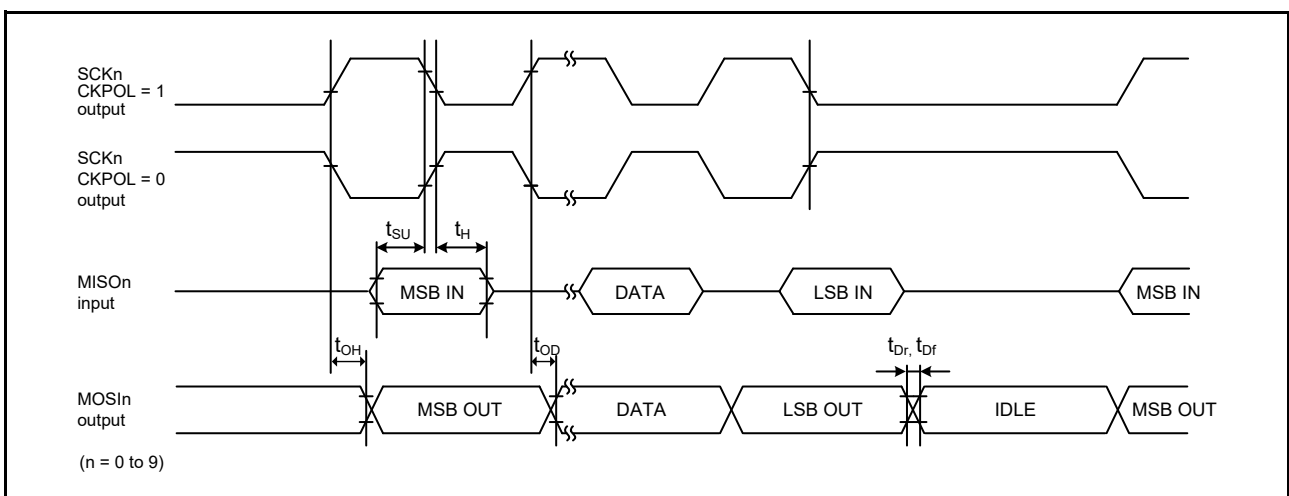 SCKn
CKPOL = 1
output
SCKn
CKPOL = 0
output
tSU
tH
MISOn
input
MSB IN
DATA
LSB IN
MSB IN
tOH
tOD
tDr, tDf
MOSIn
output
MSB OUT
DATA
LSB OUT
IDLE
MSB OUT
(n = 0 to 9)